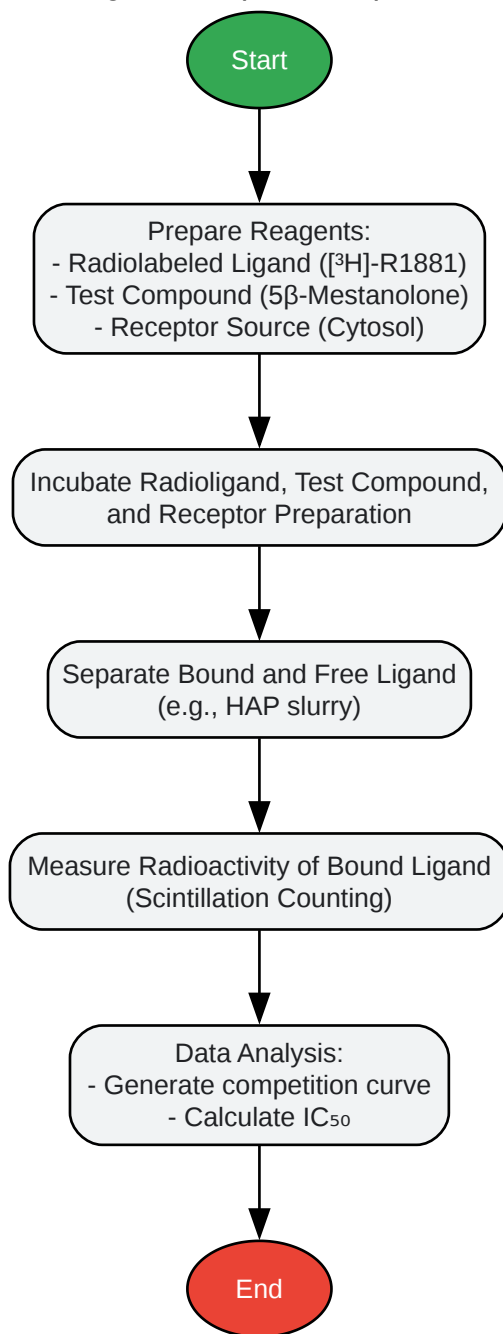 Start
Prepare Reagents:
- Radiolabeled Ligand ([³H]-R1881)
- Test Compound (5β-Mestanolone)
- Receptor Source (Cytosol)
Incubate Radioligand, Test Compound,
and Receptor Preparation
Separate Bound and Free Ligand
(e.g., HAP slurry)
Measure Radioactivity of Bound Ligand
(Scintillation Counting)
Data Analysis:
- Generate competition curve
- Calculate IC₅₀
End